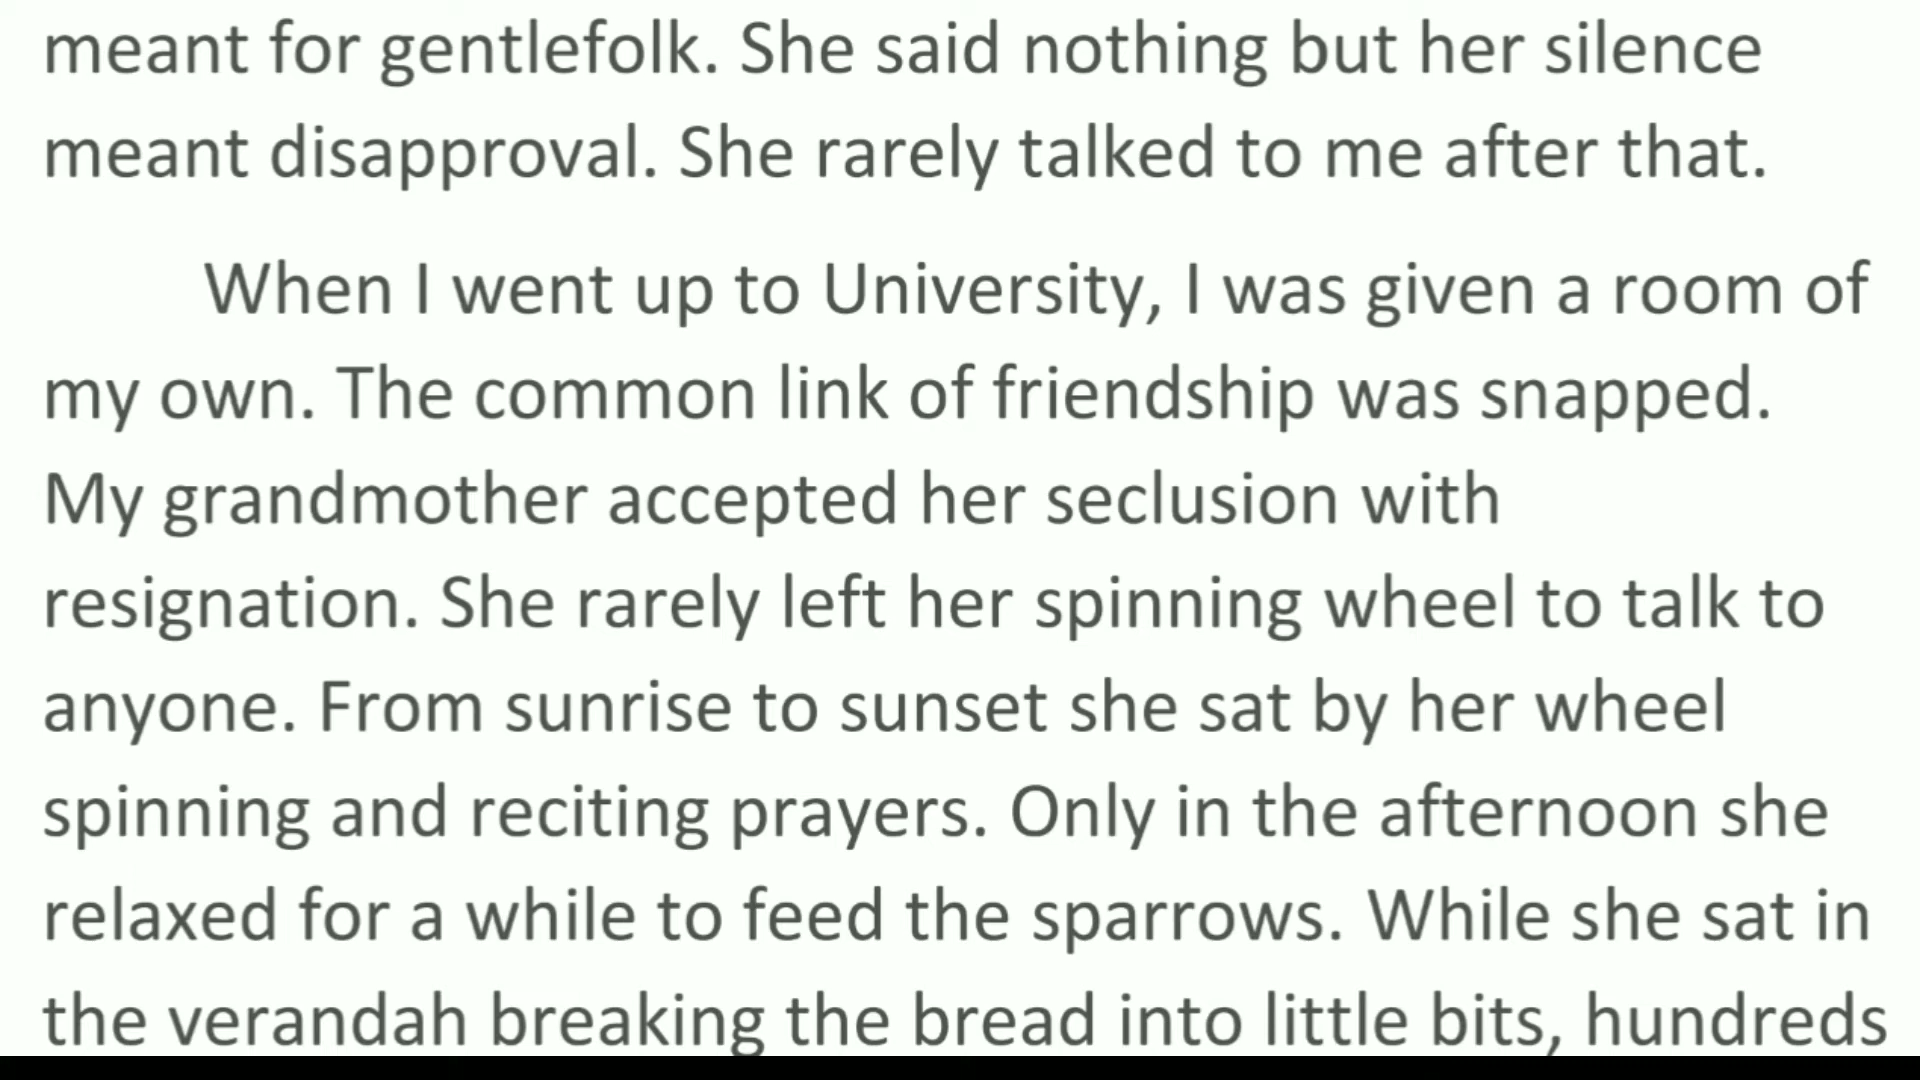 meant for gentlefolk. She said nothing but her silence
meant disapproval. She rarely talked to me after that.
When I went up to University, I was given a room of
my own. The common link of friendship was snapped.
My grandmother accepted her seclusion with
resignation. She rarely left her spinning wheel to talk to
anyone. From sunrise to sunset she sat by her wheel
spinning and reciting prayers. Only in the afternoon she
relaxed for a while to feed the sparrows. While she sat in
the verandah breaking the bread into little bits, hundreds